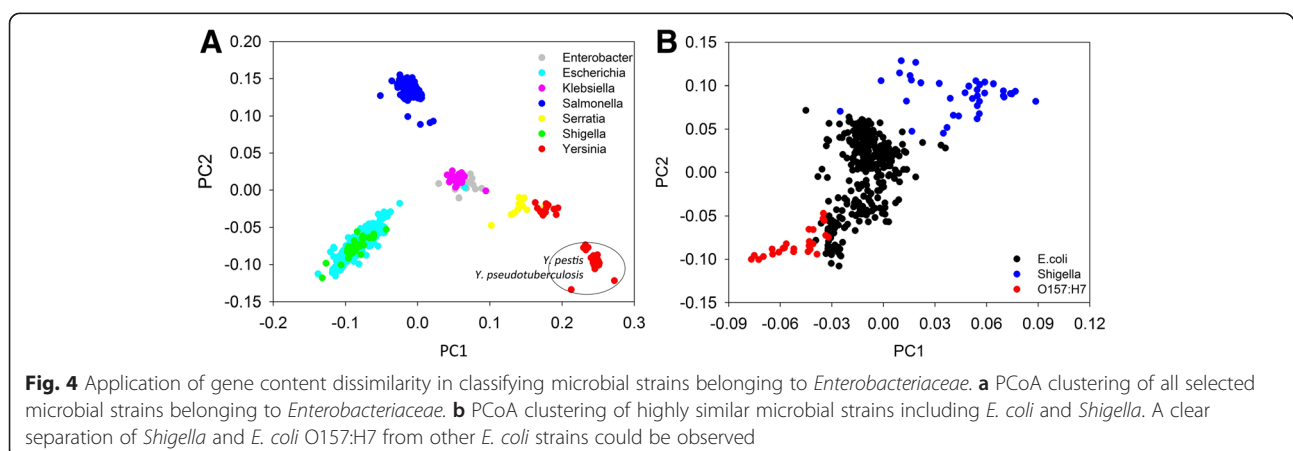 A
B
0.20
0.15
0.10
0.05
0.00
-0.05
-0.10
-0.15
PC2
-0.2
-0.1
0.0
0.1
0.2
0.3
PC1
Enterobacter
Escherichia
Klebsiella
Salmonella
Serratia
Shigella
Yersinia
Y. pestis
Y. pseudotuberculosis
0.15
0.10
0.05
0.00
-0.05
-0.10
-0.15
PC2
-0.09
-0.06
-0.03
0.00
0.03
0.06
0.09
0.12
PC1
E.coli
Shigella
O157:H7
Fig. 4 Application of gene content dissimilarity in classifying microbial strains belonging to Enterobacteriaceae. a PCoA clustering of all selected
microbial strains belonging to Enterobacteriaceae. b PCoA clustering of highly similar microbial strains including E. coli and Shigella. A clear
separation of Shigella and E. coli O157:H7 from other E. coli strains could be observed